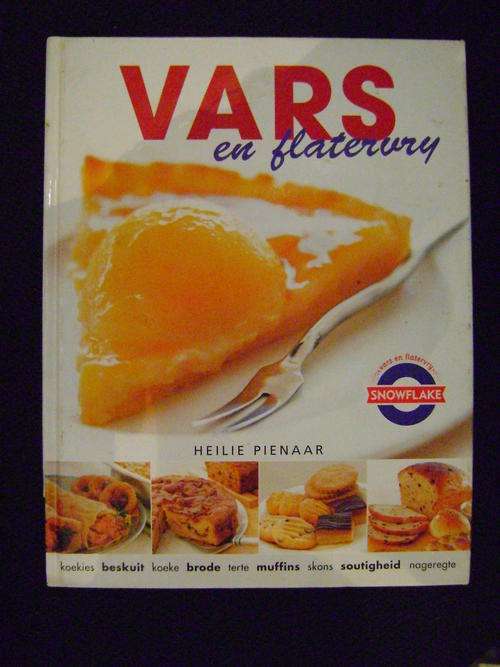 VARS
en flatervry
vars en flatervry
SNOWFLAKE
HEILIE PIENAAR
koekies beskuit koeke brode terte muffins skons soutigheid nageregte